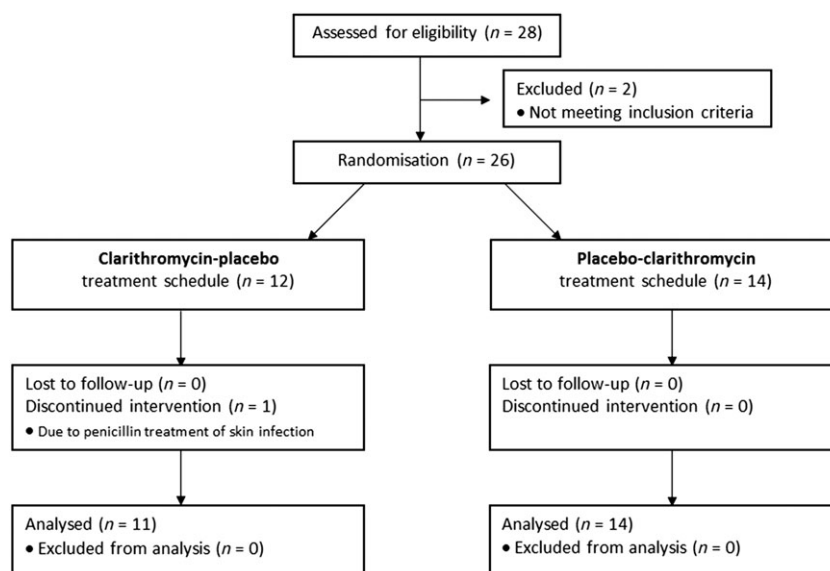 Assessed for eligibility (n = 28)
Excluded (n = 2)
• Not meeting inclusion criteria
Randomisation (n = 26)
Clarithromycin-placebo
treatment schedule (n = 12)
Placebo-clarithromycin
treatment schedule (n = 14)
Lost to follow-up (n = 0)
Discontinued intervention (n = 1)
• Due to penicillin treatment of skin infection
Lost to follow-up (n = 0)
Discontinued intervention (n = 0)
Analysed (n = 11)
• Excluded from analysis (n = 0)
Analysed (n = 14)
• Excluded from analysis (n = 0)